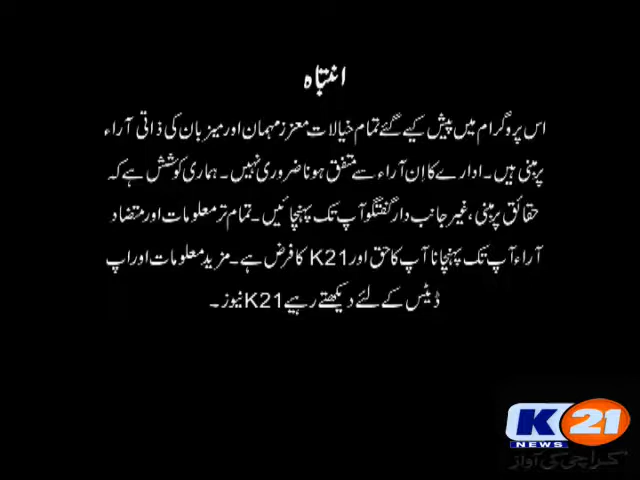 انتباہ
اس پروگرام میں پیش کیے گئے تمام خیالات معزز مہمان اور میزبان کی ذاتی آراء
پر مبنی ہیں۔ ادارے کا اِن آراء سے متفق ہونا ضروری نہیں۔ ہماری کوشش ہے کہ
حقائق پر مبنی، غیر جانب دار گفتگو آپ تک پہنچائیں۔ تمام تر معلومات اور متضاد
آراء آپ تک پہنچانا آپ کا حق اور K21 کا فرض ہے۔ مزید معلومات اور اپ
ڈیٹس کے لئے دیکھتے رہیے K21 نیوز۔
K21
NEWS
کراچی کی آواز